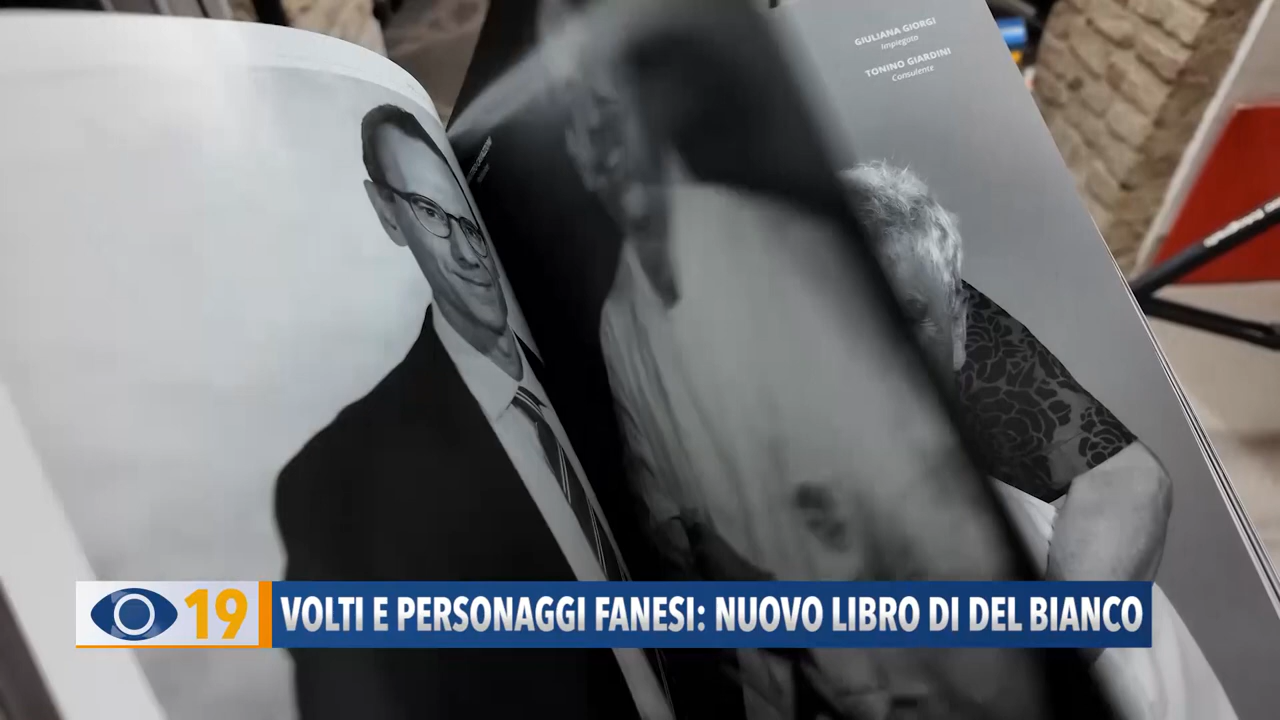 GIULIANA GIORGI
Impiegata
TONINO GIARDINI
Consulente
19
VOLTI E PERSONAGGI FANESI: NUOVO LIBRO DI DEL BIANCO